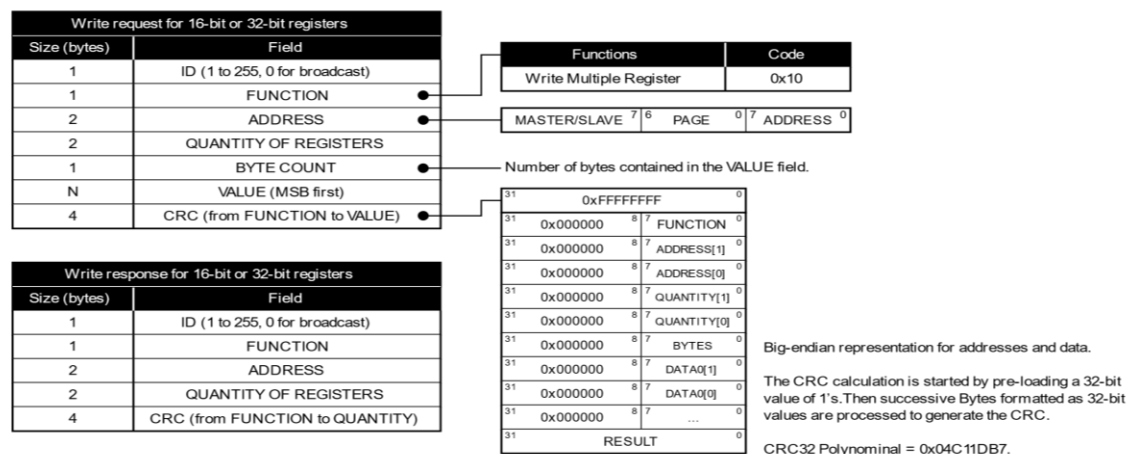 Write request for 16-bit or 32-bit registers
Size (bytes) Field
1 ID (1 to 255, 0 for broadcast)
1 FUNCTION
2 ADDRESS
2 QUANTITY OF REGISTERS
1 BYTE COUNT
N VALUE (MSB first)
4 CRC (from FUNCTION to VALUE)
Functions Code
Write Multiple Register 0x10
MASTER/SLAVE 7 6 PAGE 0 7 ADDRESS 0
Number of bytes contained in the VALUE field.
31 0xFFFFFFFF 0
31 0x000000 8 7 FUNCTION 0
31 0x000000 8 7 ADDRESS[1] 0
31 0x000000 8 7 ADDRESS[0] 0
31 0x000000 8 7 QUANTITY[1] 0
31 0x000000 8 7 QUANTITY[0] 0
31 0x000000 8 7 BYTES 0
31 0x000000 8 7 DATA0[1] 0
31 0x000000 8 7 DATA0[0] 0
31 0x000000 8 7 ... 0
31 RESULT 0
Write response for 16-bit or 32-bit registers
Size (bytes) Field
1 ID (1 to 255, 0 for broadcast)
1 FUNCTION
2 ADDRESS
2 QUANTITY OF REGISTERS
4 CRC (from FUNCTION to QUANTITY)
Big-endian representation for addresses and data.
The CRC calculation is started by pre-loading a 32-bit
value of 1's.Then successive Bytes formatted as 32-bit
values are processed to generate the CRC.
CRC32 Polynominal = 0x04C11DB7.